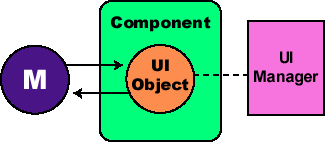 Component
M
UI
Object
UI
Manager